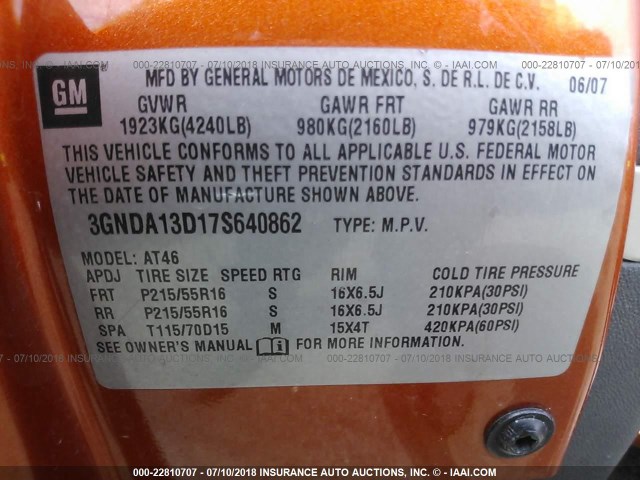 000-22810707 - 07/10/2018 INSURANCE AUTO AUCTIONS, INC. - IAAI.COM
GM
MFD BY GENERAL MOTORS DE MEXICO, S. DE R.L. DE C.V. 06/07
GVWR GAWR FRT GAWR RR
1923KG(4240LB) 980KG(2160LB) 979KG(2158LB)
THIS VEHICLE CONFORMS TO ALL APPLICABLE U.S. FEDERAL MOTOR
VEHICLE SAFETY AND THEFT PREVENTION STANDARDS IN EFFECT ON
THE DATE OF MANUFACTURE SHOWN ABOVE.
3GNDA13D17S640862 TYPE: M.P.V.
MODEL: AT46
APDJ TIRE SIZE SPEED RTG RIM COLD TIRE PRESSURE
FRT P215/55R16 S 16X6.5J 210KPA(30PSI)
RR P215/55R16 S 16X6.5J 210KPA(30PSI)
SPA T115/70D15 M 15X4T 420KPA(60PSI)
SEE OWNER'S MANUAL i FOR MORE INFORMATION.
000-22810707 - 07/10/2018 INSURANCE AUTO AUCTIONS, INC. - IAAI.COM